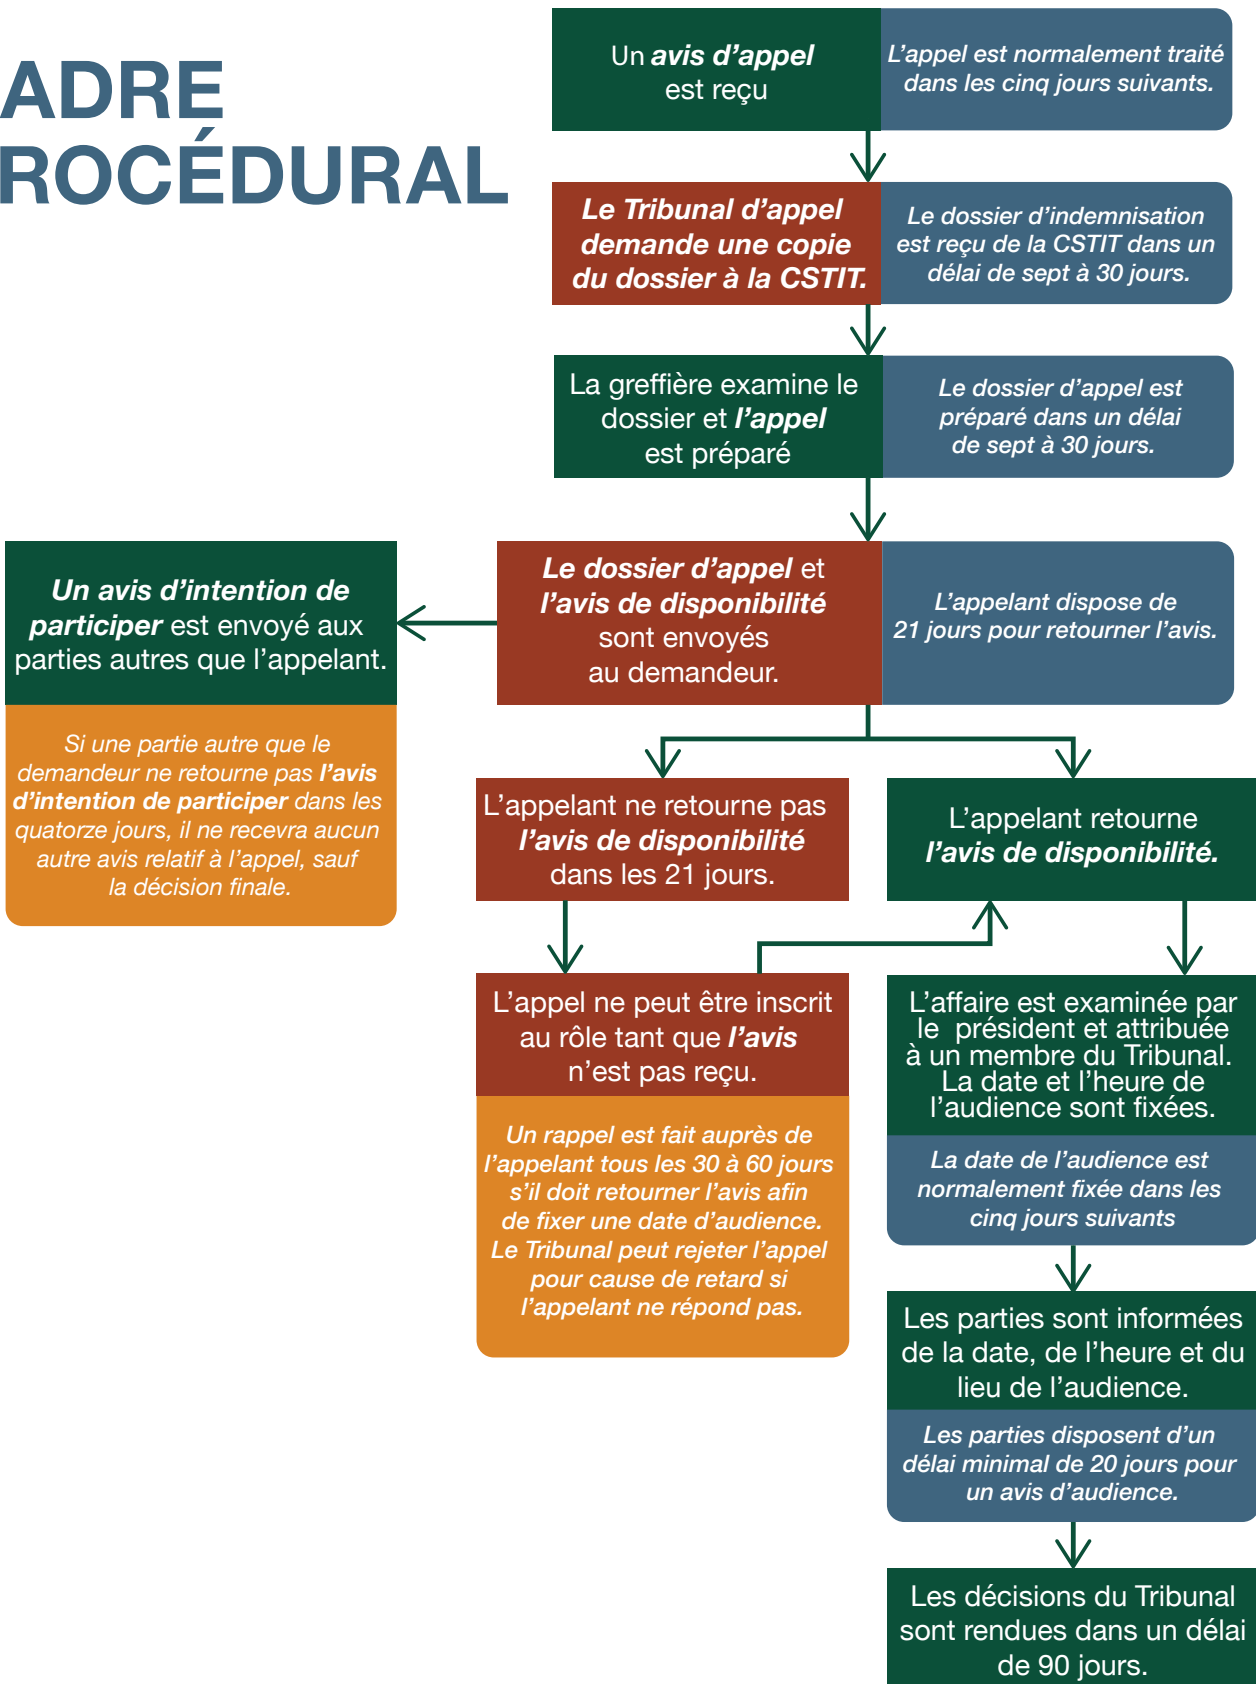 ADRE
ROCÉDURAL
Un avis d’appel
est reçu
L’appel est normalement traité
dans les cinq jours suivants.
Le Tribunal d’appel
demande une copie
du dossier à la CSTIT.
Le dossier d’indemnisation
est reçu de la CSTIT dans un
délai de sept à 30 jours.
La greffière examine le
dossier et l’appel
est préparé
Le dossier d’appel est
préparé dans un délai
de sept à 30 jours.
Le dossier d’appel et
l’avis de disponibilité
sont envoyés
au demandeur.
L’appelant dispose de
21 jours pour retourner l’avis.
Un avis d’intention de
participer est envoyé aux
parties autres que l’appelant.
Si une partie autre que le
demandeur ne retourne pas l’avis
d’intention de participer dans les
quatorze jours, il ne recevra aucun
autre avis relatif à l’appel, sauf
la décision finale.
L’appelant ne retourne pas
l’avis de disponibilité
dans les 21 jours.
L’appelant retourne
l’avis de disponibilité.
L’appel ne peut être inscrit
au rôle tant que l’avis
n’est pas reçu.
Un rappel est fait auprès de
l’appelant tous les 30 à 60 jours
s’il doit retourner l’avis afin
de fixer une date d’audience.
Le Tribunal peut rejeter l’appel
pour cause de retard si
l’appelant ne répond pas.
L’affaire est examinée par
le président et attribuée
à un membre du Tribunal.
La date et l’heure de
l’audience sont fixées.
La date de l’audience est
normalement fixée dans les
cinq jours suivants
Les parties sont informées
de la date, de l’heure et du
lieu de l’audience.
Les parties disposent d’un
délai minimal de 20 jours pour
un avis d’audience.
Les décisions du Tribunal
sont rendues dans un délai
de 90 jours.